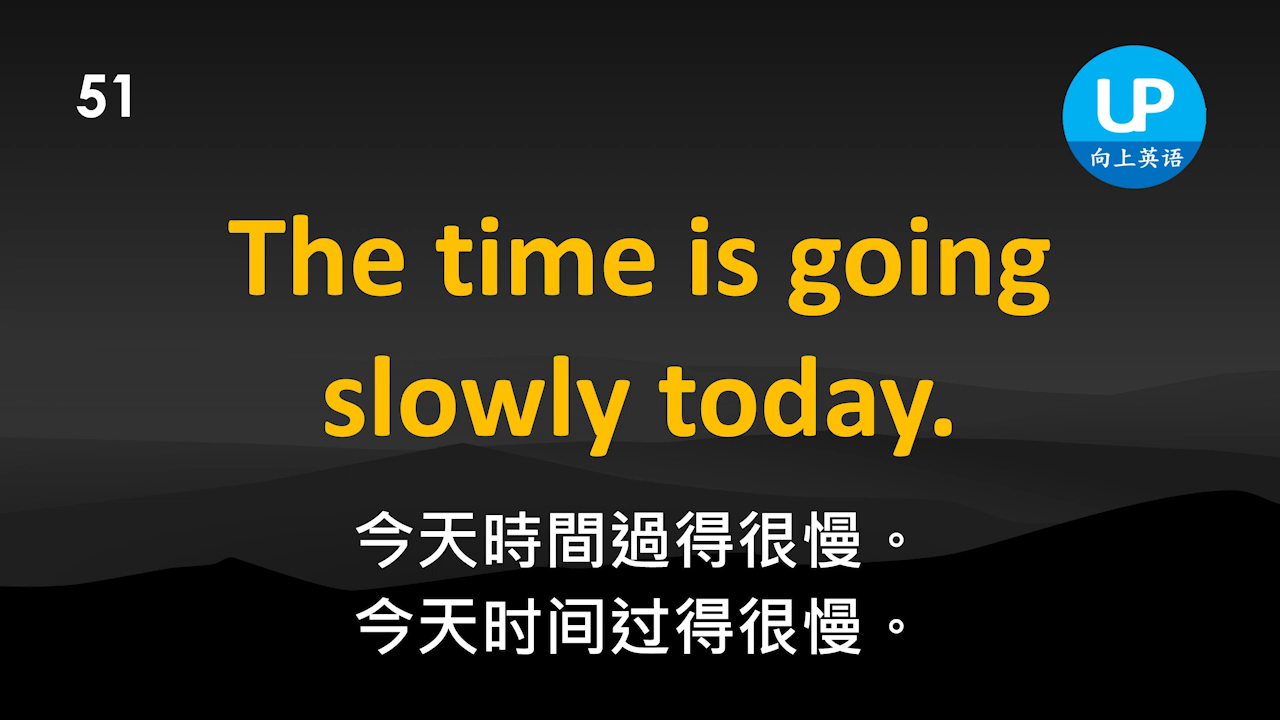 51
UP
向上英语
The time is going
slowly today.
今天時間過得很慢。
今天时间过得很慢。